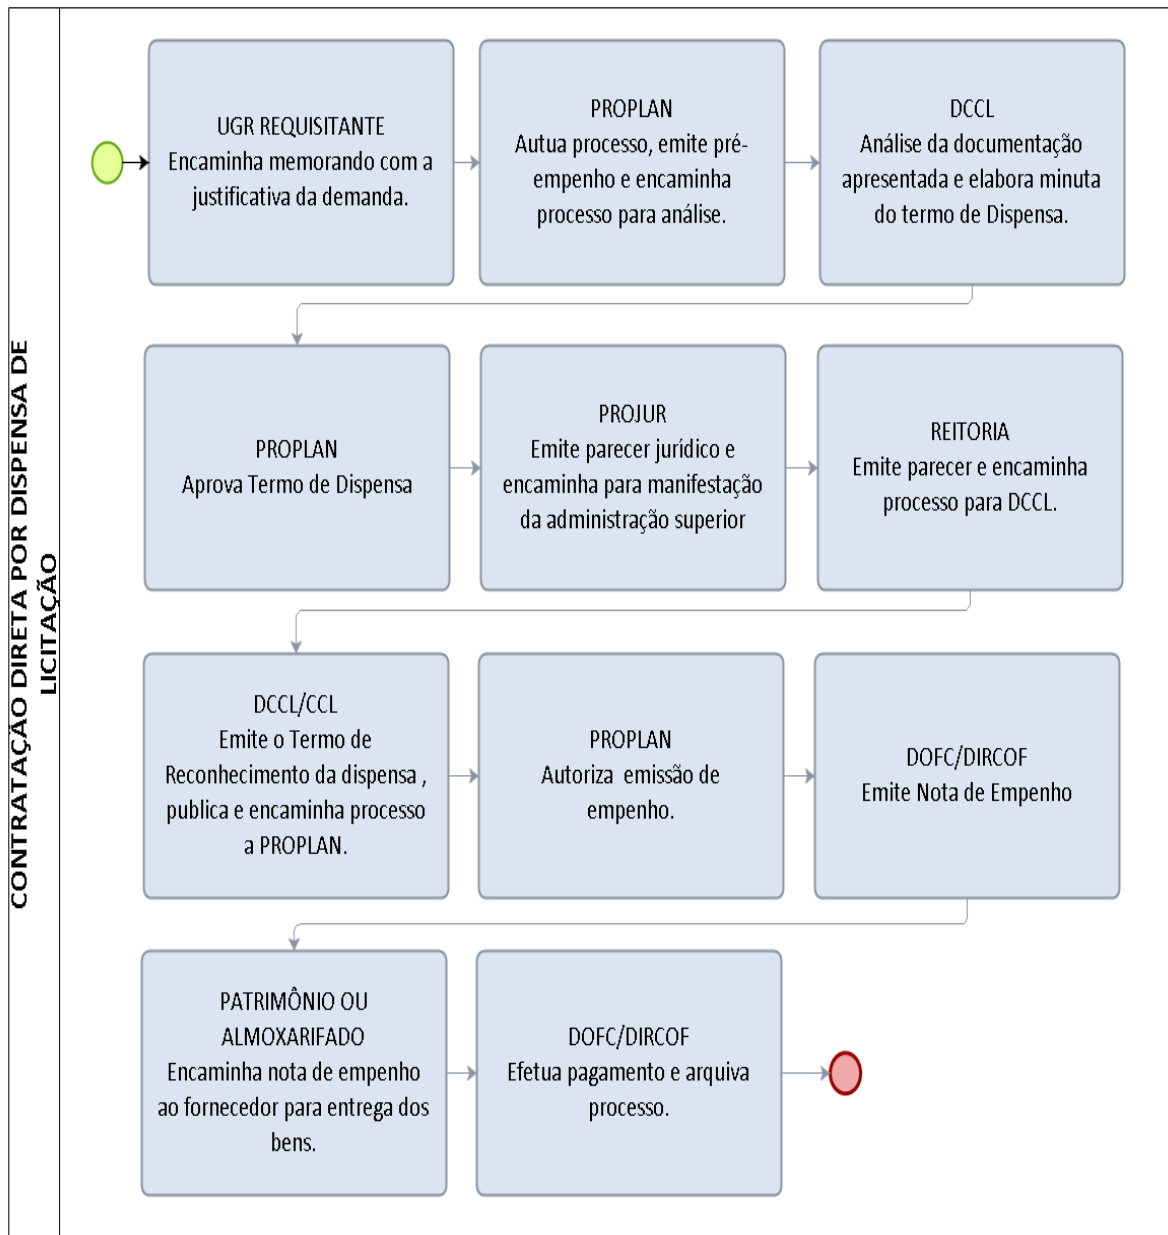 CONTRATAÇÃO DIRETA POR DISPENSA DE
LICITAÇÃO
UGR REQUISITANTE
Encaminha memorando com a
justificativa da demanda.
PROPLAN
Autua processo, emite pré-
empenho e encaminha
processo para análise.
DCCL
Análise da documentação
apresentada e elabora minuta
do termo de Dispensa.
PROPLAN
Aprova Termo de Dispensa
PROJUR
Emite parecer jurídico e
encaminha para manifestação
da administração superior
REITORIA
Emite parecer e encaminha
processo para DCCL.
DCCL/CCL
Emite o Termo de
Reconhecimento da dispensa ,
publica e encaminha processo
a PROPLAN.
PROPLAN
Autoriza emissão de
empenho.
DOFC/DIRCOF
Emite Nota de Empenho
PATRIMÔNIO OU
ALMOXARIFADO
Encaminha nota de empenho
ao fornecedor para entrega dos
bens.
DOFC/DIRCOF
Efetua pagamento e arquiva
processo.